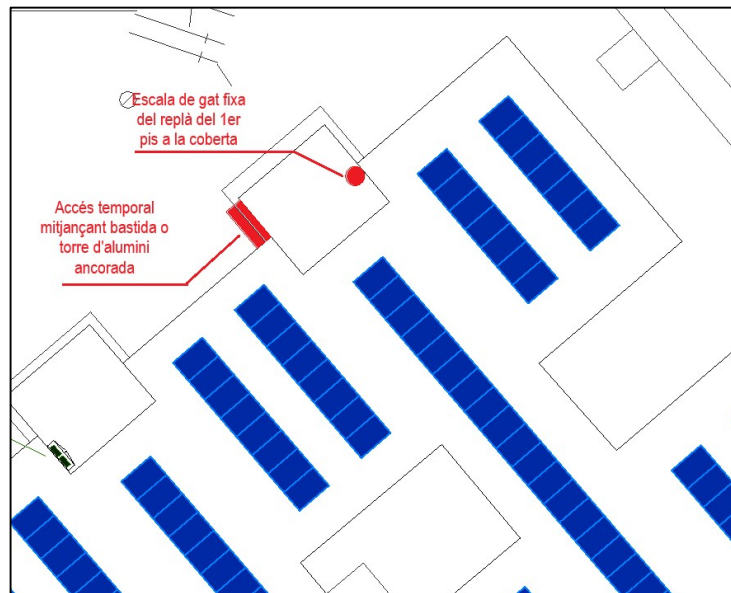 Escala de gat fixa
del replà del 1er
pis a la coberta
Accés temporal
mitjançant bastida o
torre d'alumini
ancorada